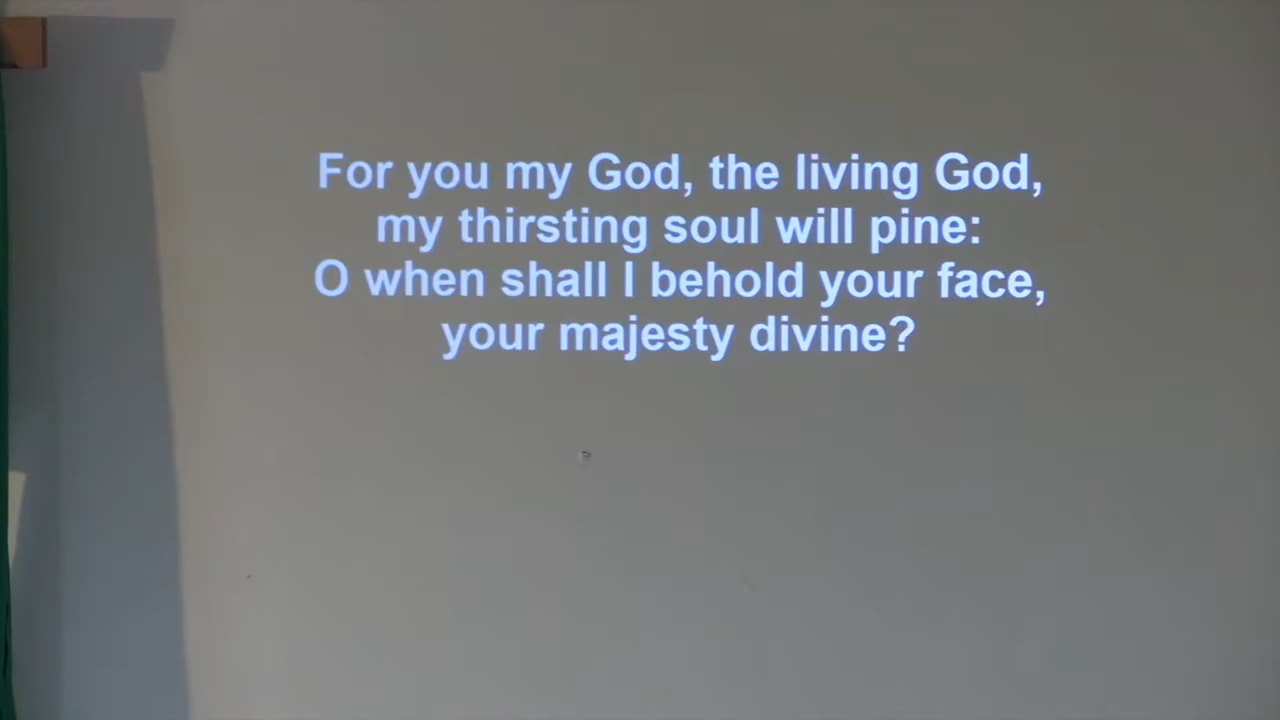 For you my God, the living God,
my thirsting soul will pine:
O when shall I behold your face,
your majesty divine?